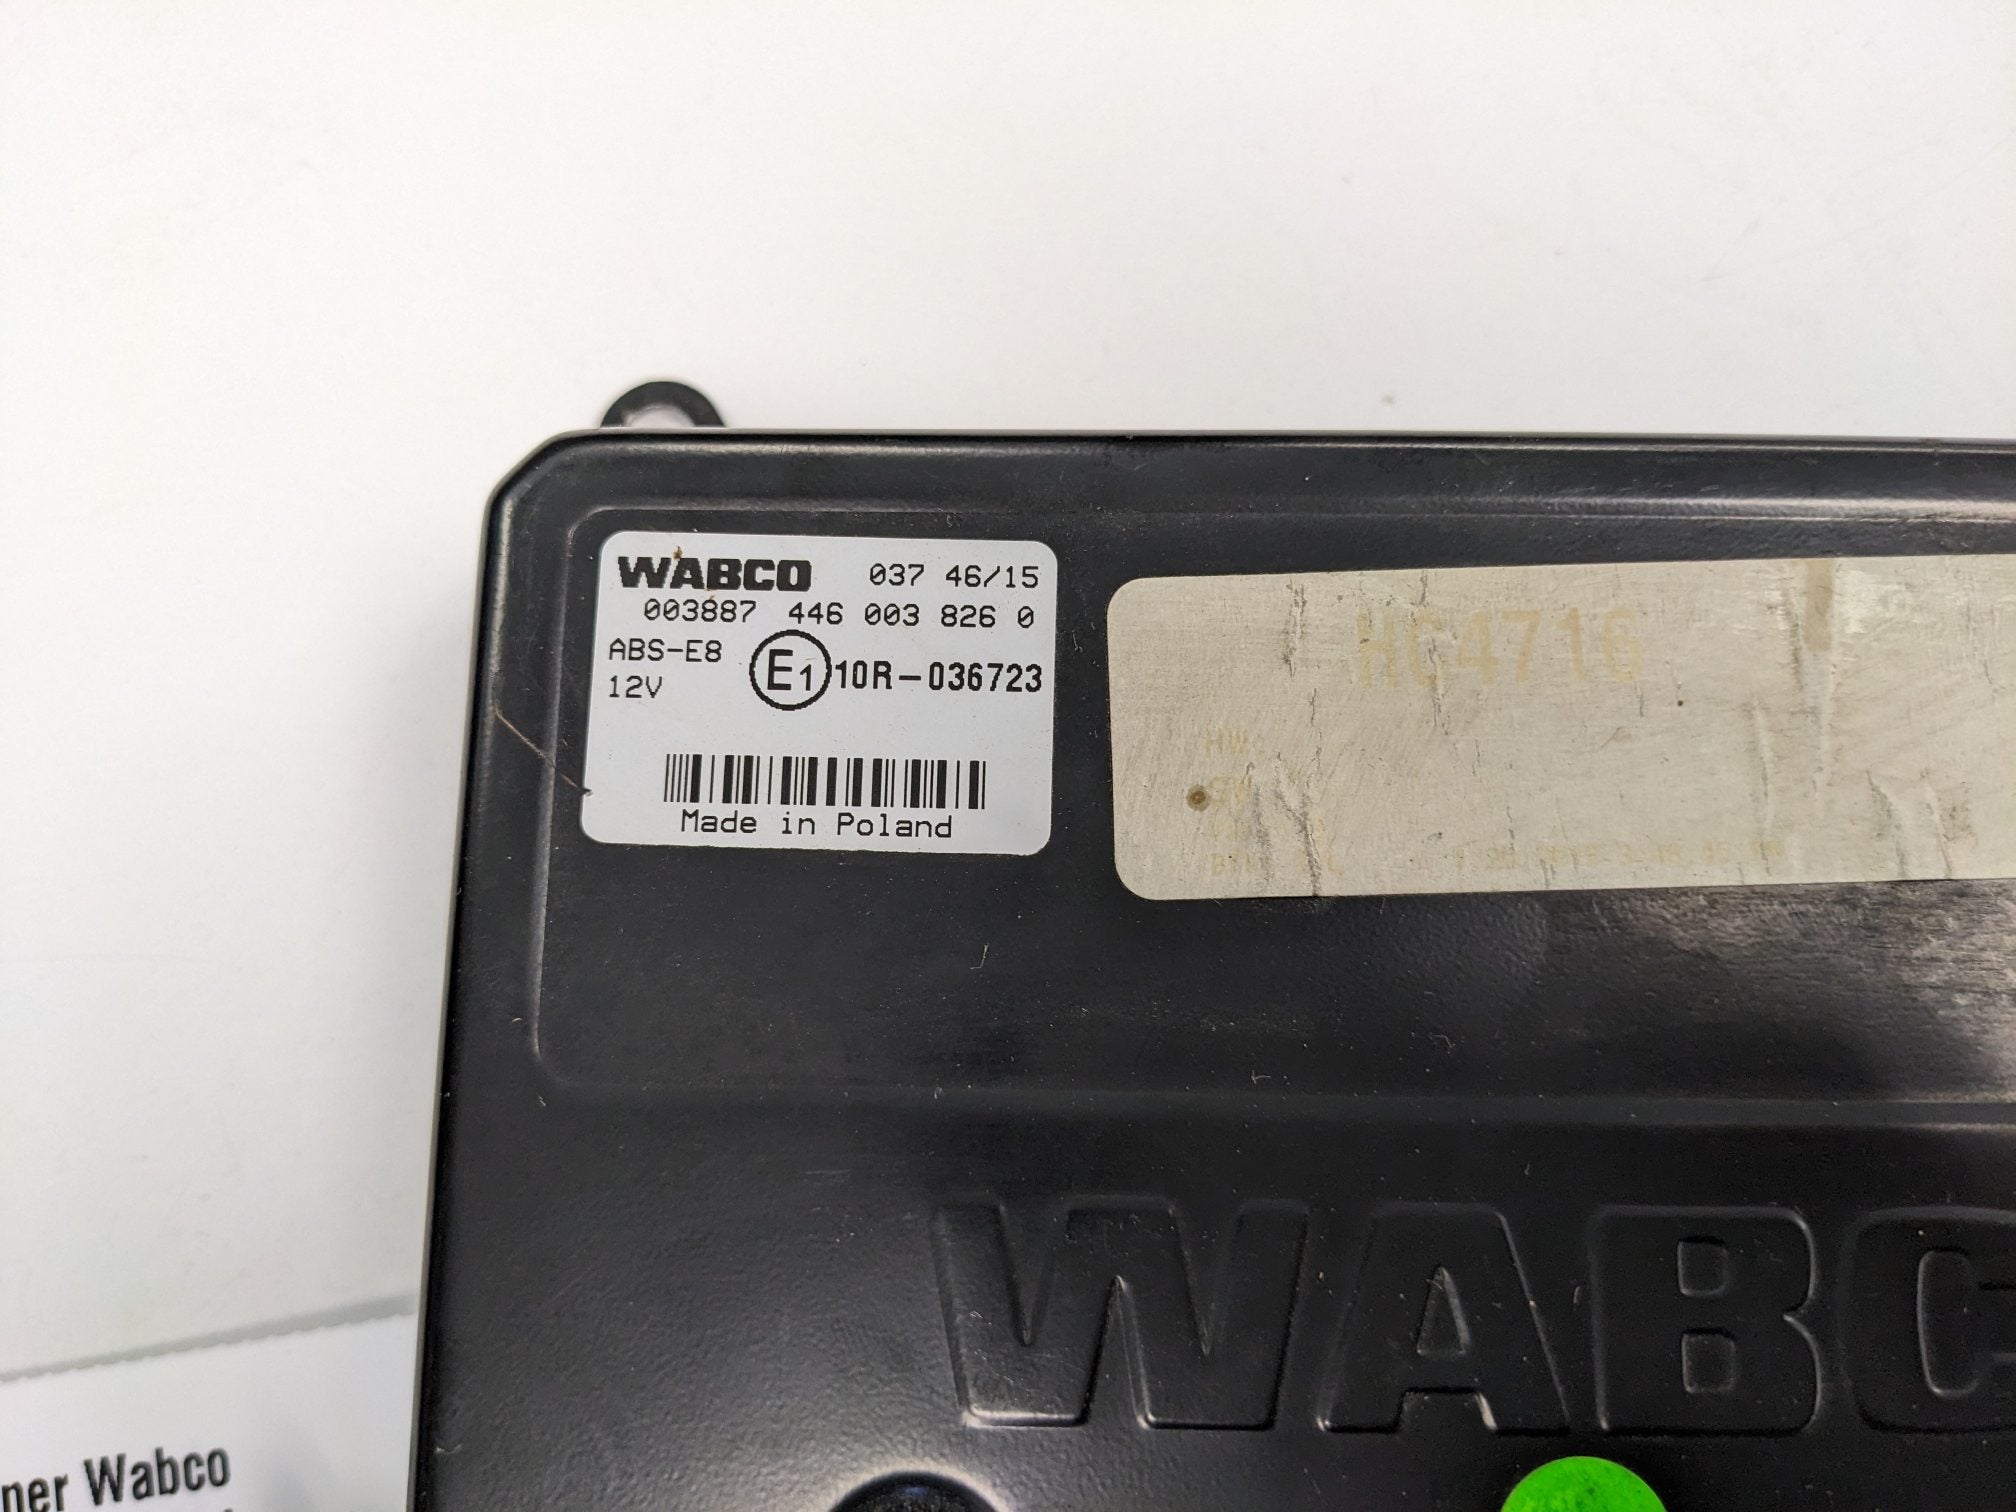 WABCO 037 46/15
003887 446 003 826 0
ABS-E8
12V
E1 10R-036723
Made in Poland
HC4716
WABC
ner Wabco